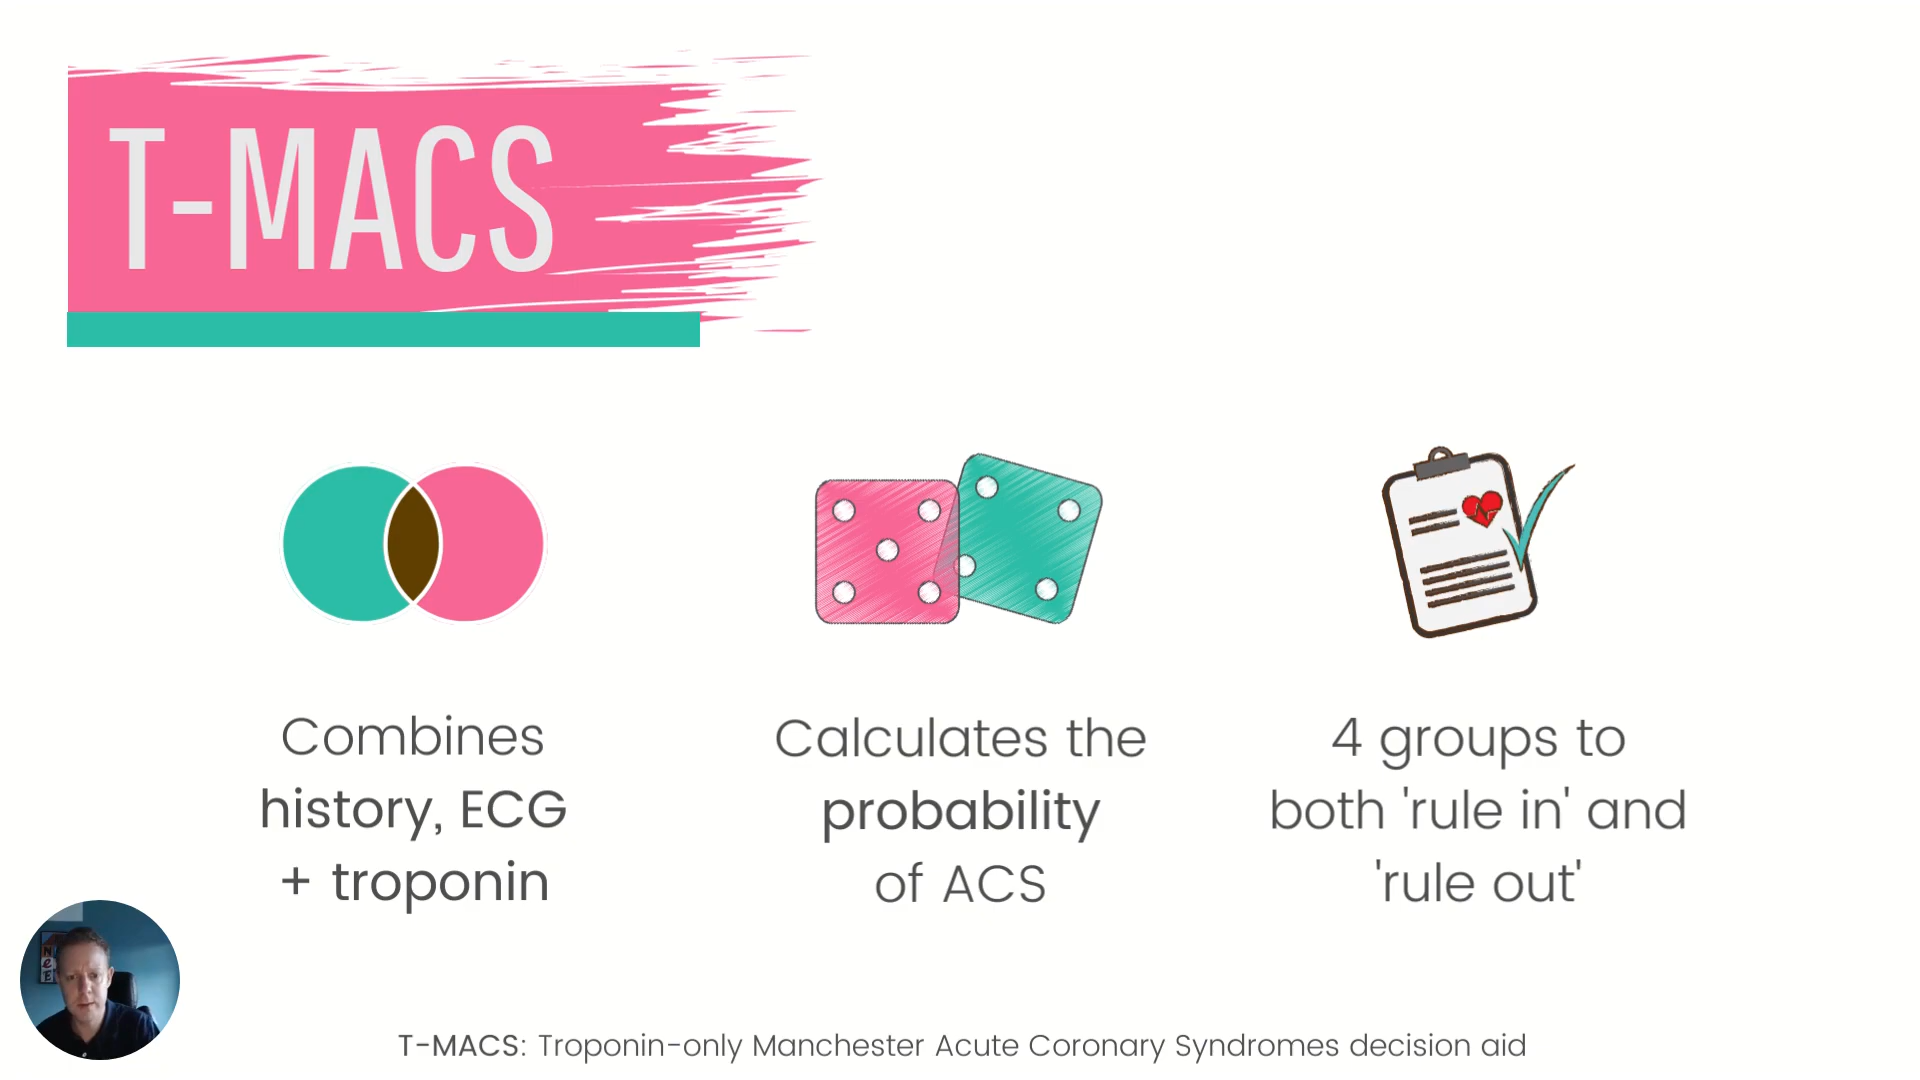 T-MACS
Combines
history, ECG
+ troponin
Calculates the
probability
of ACS
4 groups to
both 'rule in' and
'rule out'
T-MACS: Troponin-only Manchester Acute Coronary Syndromes decision aid